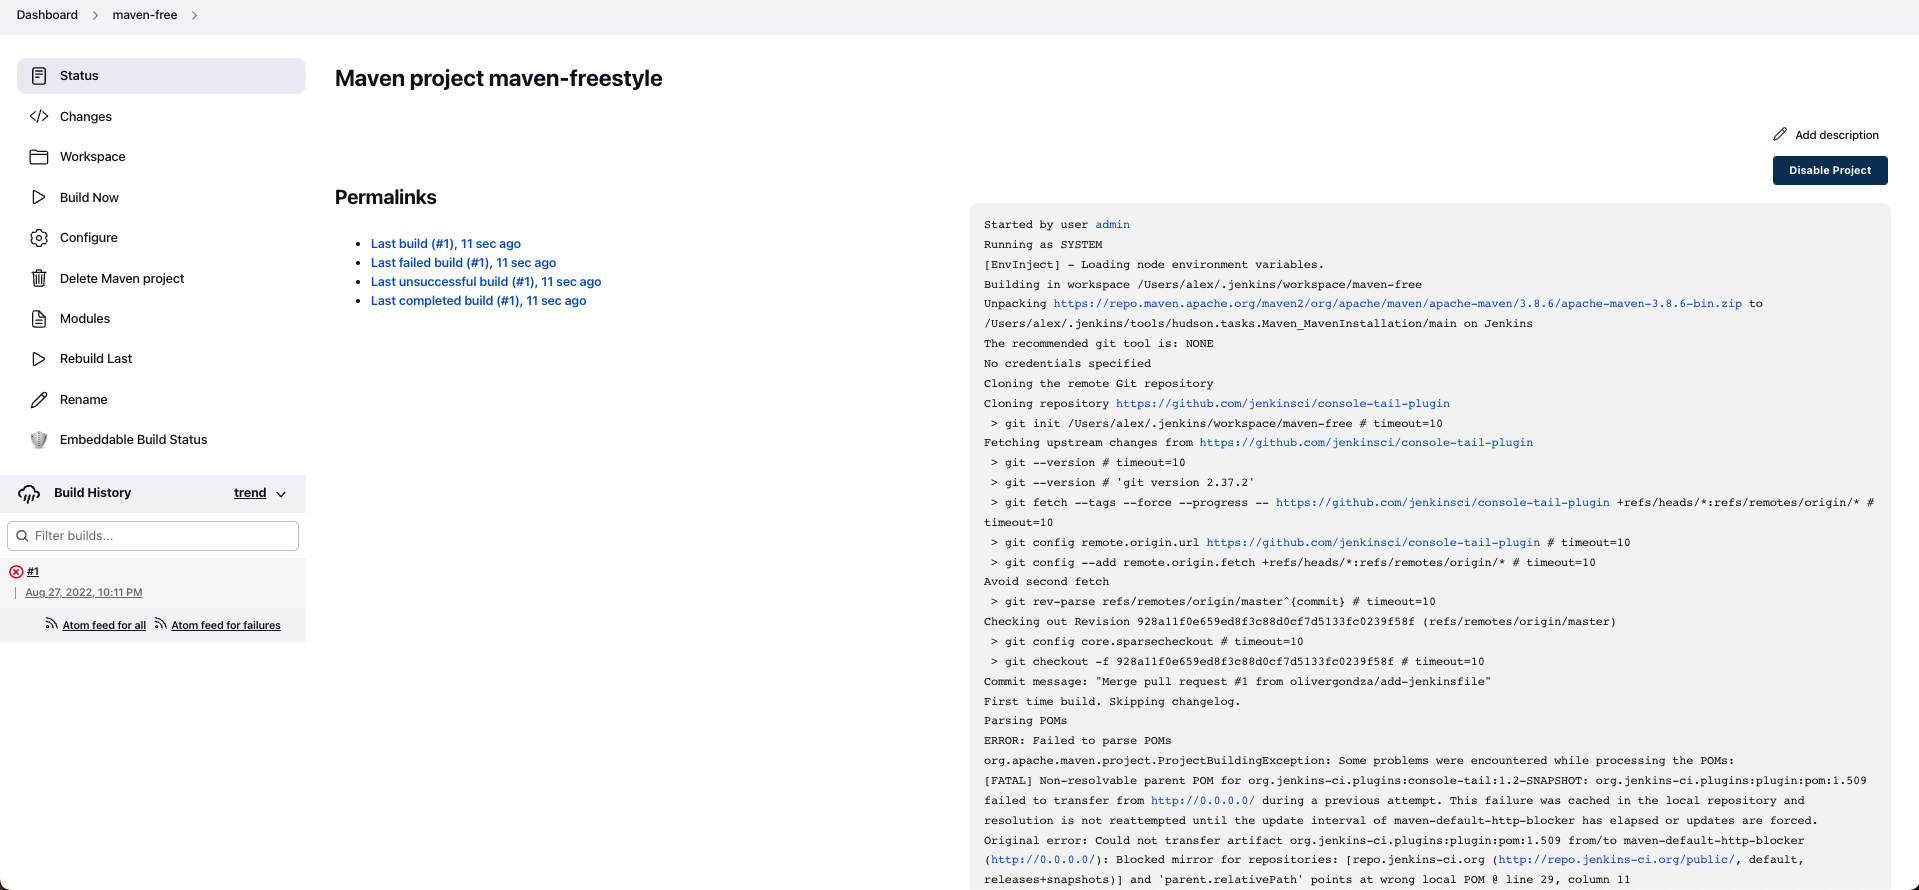 Dashboard
maven-free
Status
Changes
Workspace
Build Now
Configure
Delete Maven project
Modules
Rebuild Last
Rename
Embeddable Build Status
Build History
trend
Filter builds...
#1
Aug 27, 2022, 10:11 PM
Atom feed for all
Atom feed for failures
Maven project maven-freestyle
Add description
Disable Project
Permalinks
Last build (#1), 11 sec ago
Last failed build (#1), 11 sec ago
Last unsuccessful build (#1), 11 sec ago
Last completed build (#1), 11 sec ago
Started by user admin
Running as SYSTEM
[EnvInject] - Loading node environment variables.
Building in workspace /Users/alex/.jenkins/workspace/maven-free
Unpacking https://repo.maven.apache.org/maven2/org/apache/maven/apache-maven/3.8.6/apache-maven-3.8.6-bin.zip to
/Users/alex/.jenkins/tools/hudson.tasks.Maven_MavenInstallation/main on Jenkins
The recommended git tool is: NONE
No credentials specified
Cloning the remote Git repository
Cloning repository https://github.com/jenkinsci/console-tail-plugin
> git init /Users/alex/.jenkins/workspace/maven-free # timeout=10
Fetching upstream changes from https://github.com/jenkinsci/console-tail-plugin
> git --version # timeout=10
> git --version # 'git version 2.37.2'
> git fetch --tags --force --progress -- https://github.com/jenkinsci/console-tail-plugin +refs/heads/*:refs/remotes/origin/* #
timeout=10
> git config remote.origin.url https://github.com/jenkinsci/console-tail-plugin # timeout=10
> git config --add remote.origin.fetch +refs/heads/*:refs/remotes/origin/* # timeout=10
Avoid second fetch
> git rev-parse refs/remotes/origin/master^{commit} # timeout=10
Checking out Revision 928a11f0e659ed8f3c88d0cf7d5133fc0239f58f (refs/remotes/origin/master)
> git config core.sparsecheckout # timeout=10
> git checkout -f 928a11f0e659ed8f3c88d0cf7d5133fc0239f58f # timeout=10
Commit message: "Merge pull request #1 from olivergondza/add-jenkinsfile"
First time build. Skipping changelog.
Parsing POMs
ERROR: Failed to parse POMs
org.apache.maven.project.ProjectBuildingException: Some problems were encountered while processing the POMs:
[FATAL] Non-resolvable parent POM for org.jenkins-ci.plugins:console-tail:1.2-SNAPSHOT: org.jenkins-ci.plugins:plugin:pom:1.509
failed to transfer from http://0.0.0.0/ during a previous attempt. This failure was cached in the local repository and
resolution is not reattempted until the update interval of maven-default-http-blocker has elapsed or updates are forced.
Original error: Could not transfer artifact org.jenkins-ci.plugins:plugin:pom:1.509 from/to maven-default-http-blocker
(http://0.0.0.0/): Blocked mirror for repositories: [repo.jenkins-ci.org (http://repo.jenkins-ci.org/public/, default,
releases+snapshots)] and 'parent.relativePath' points at wrong local POM @ line 29, column 11